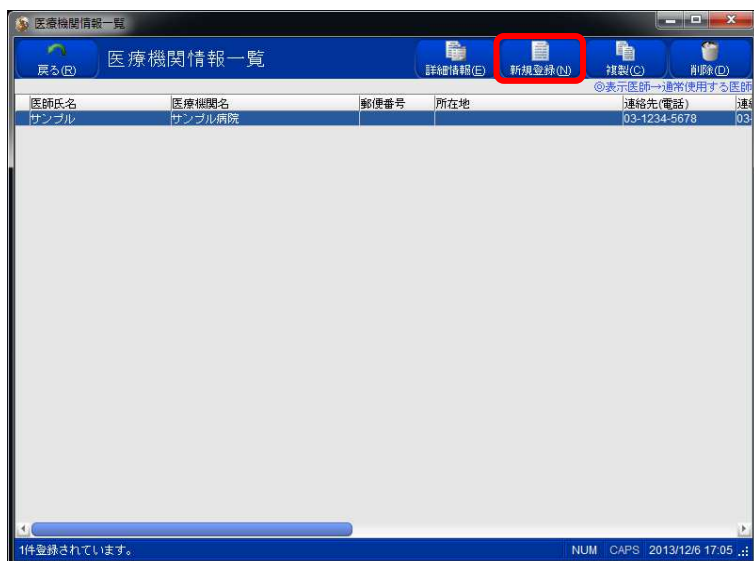 医療機関情報一覧
戻る(R) 医療機関情報一覧 詳細情報(E) 新規登録(N) 複製(C) 削除(D)
◎表示医師→通常使用する医師
医師氏名 医療機関名 郵便番号 所在地 連絡先(電話) 連絡
サンプル サンプル病院 03-1234-5678 03-
1件登録されています。 NUM CAPS 2013/12/6 17:05